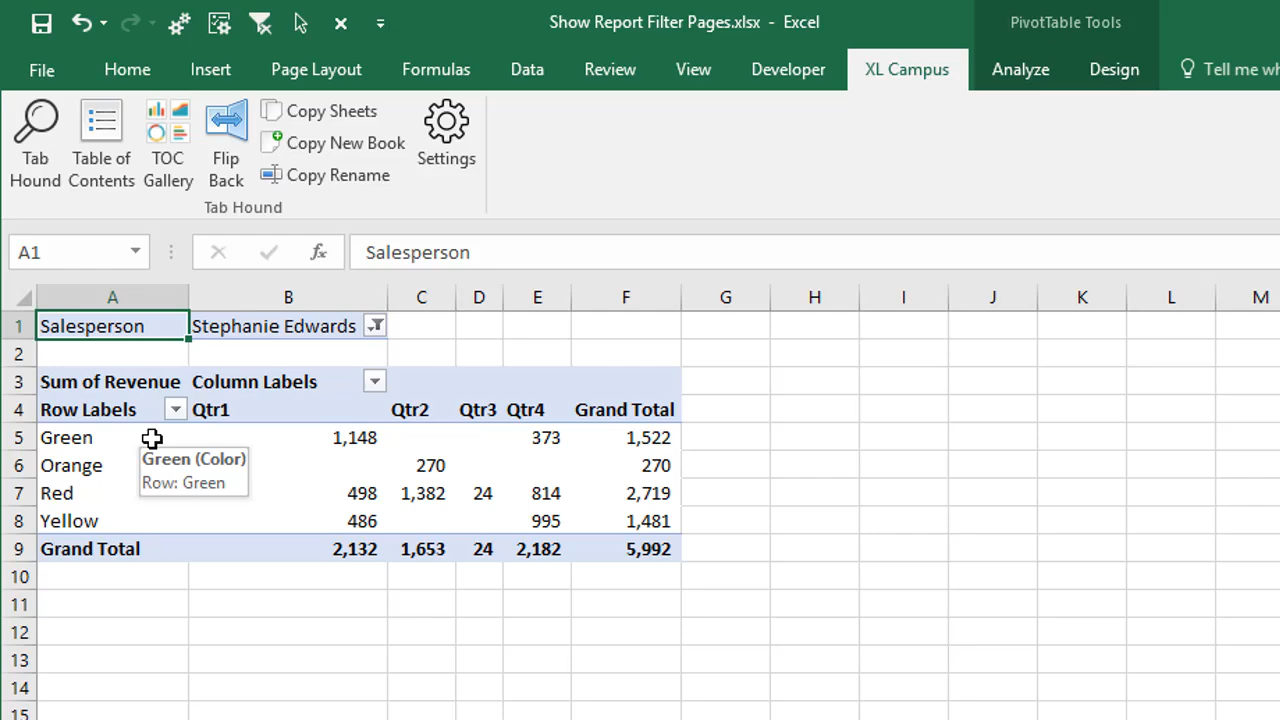 Show Report Filter Pages.xlsx - Excel
PivotTable Tools
File Home Insert Page Layout Formulas Data Review View Developer XL Campus Analyze Design Tell me wh
Tab Hound
Table of Contents
TOC Gallery
Flip Back
Copy Sheets
Copy New Book
Copy Rename
Settings
Tab Hound
A1 fx Salesperson
A B C D E F G H I J K L M
1 Salesperson Stephanie Edwards
2
3 Sum of Revenue Column Labels
4 Row Labels Qtr1 Qtr2 Qtr3 Qtr4 Grand Total
5 Green 1,148 373 1,522
6 Orange 270 270
7 Red 498 1,382 24 814 2,719
8 Yellow 486 995 1,481
9 Grand Total 2,132 1,653 24 2,182 5,992
Green (Color)
Row: Green
10
11
12
13
14
15